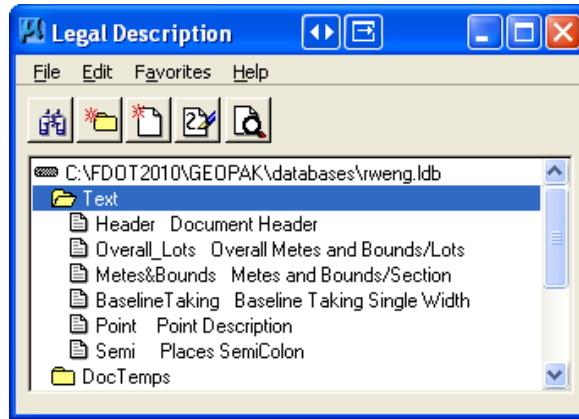 Legal Description
File Edit Favorites Help
C:\FDOT2010\GEOPAK\databases\rweng.ldb
Text
Header Document Header
Overall_Lots Overall Metes and Bounds/Lots
Metes&Bounds Metes and Bounds/Section
BaselineTaking Baseline Taking Single Width
Point Point Description
Semi Places SemiColon
DocTemps